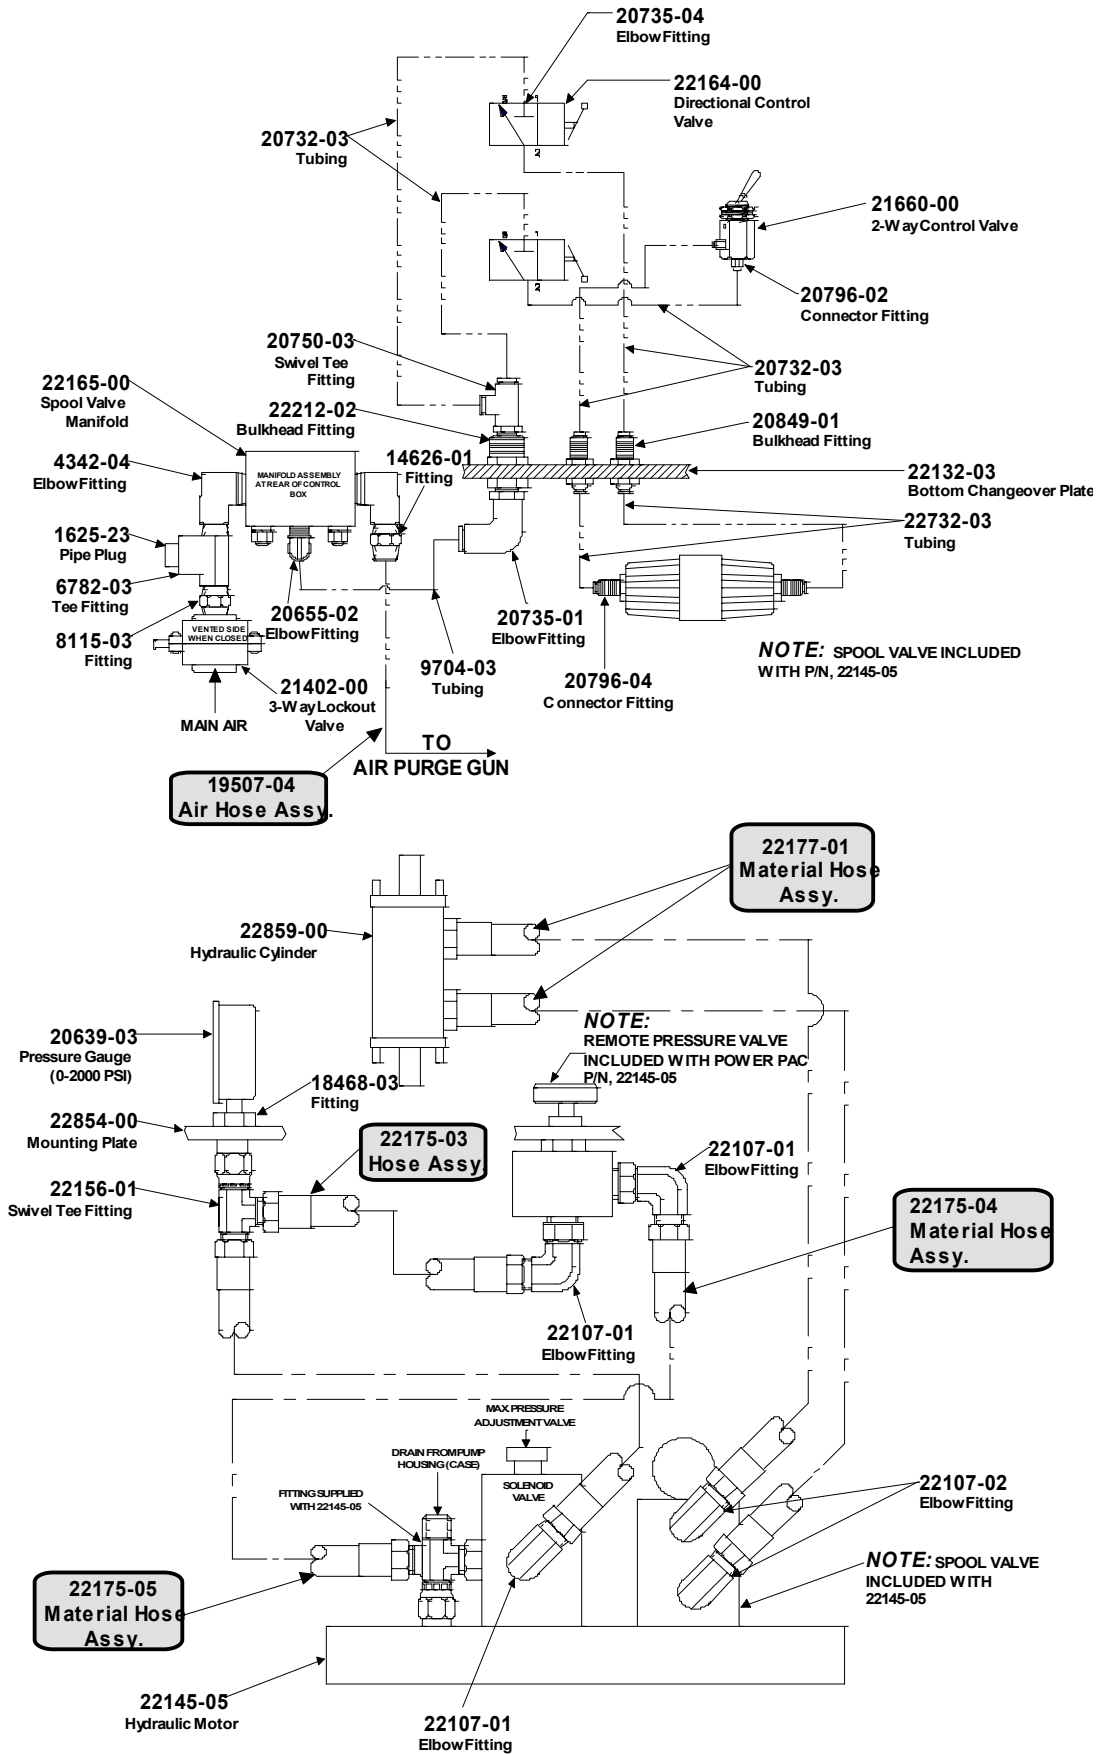 20735-04
Elbow Fitting
22164-00
Directional Control
Valve
20732-03
Tubing
21660-00
2-Way Control Valve
20796-02
Connector Fitting
20750-03
Swivel Tee
Fitting
20732-03
Tubing
22165-00
Spool Valve
Manifold
22212-02
Bulkhead Fitting
20849-01
Bulkhead Fitting
4342-04
Elbow Fitting
MANIFOLD ASSEMBLY
AT REAR OF CONTROL
BOX
14626-01
Fitting
22132-03
Bottom Changeover Plate
1625-23
Pipe Plug
22732-03
Tubing
6782-03
Tee Fitting
20655-02
Elbow Fitting
20735-01
Elbow Fitting
8115-03
Fitting
VENTED SIDE
WHEN CLOSED
NOTE: SPOOL VALVE INCLUDED
WITH P/N, 22145-05
9704-03
Tubing
20796-04
Connector Fitting
21402-00
3-Way Lockout
Valve
MAIN AIR
TO
AIR PURGE GUN
19507-04
Air Hose Assy.
22177-01
Material Hose
Assy.
22859-00
Hydraulic Cylinder
NOTE:
REMOTE PRESSURE VALVE
INCLUDED WITH POWER PAC
P/N, 22145-05
20639-03
Pressure Gauge
(0-2000 PSI)
18468-03
Fitting
22854-00
Mounting Plate
22175-03
Hose Assy.
22107-01
Elbow Fitting
22156-01
Swivel Tee Fitting
22175-04
Material Hose
Assy.
22107-01
Elbow Fitting
MAX PRESSURE
ADJUSTMENT VALVE
DRAIN FROM PUMP
HOUSING (CASE)
SOLENOID
VALVE
FITTING SUPPLIED
WITH 22145-05
22107-02
Elbow Fitting
NOTE: SPOOL VALVE
INCLUDED WITH
22145-05
22175-05
Material Hose
Assy.
22145-05
Hydraulic Motor
22107-01
Elbow Fitting